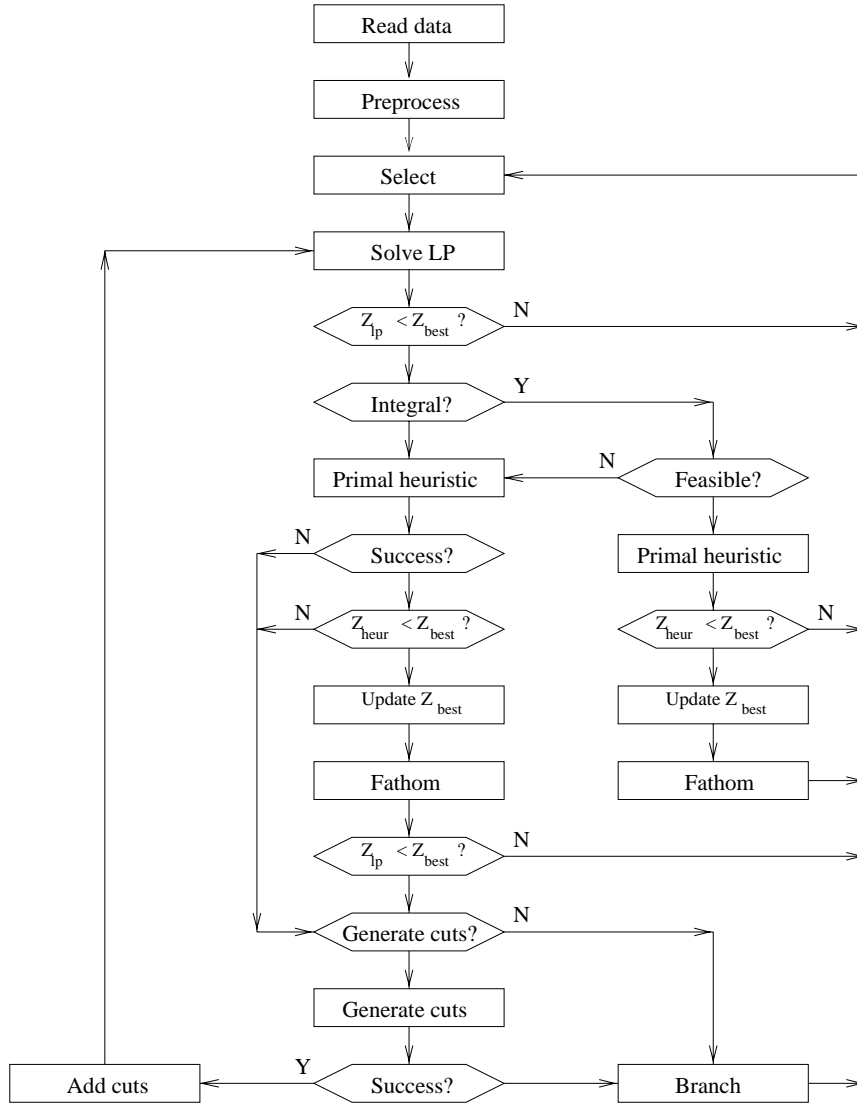 Read data
Preprocess
Select
Solve LP
Z_lp < Z_best ?
N
Integral?
Y
Primal heuristic
N
Feasible?
N
Success?
Primal heuristic
N
Z_heur < Z_best ?
Z_heur < Z_best ?
N
Update Z_best
Update Z_best
Fathom
Fathom
Z_lp < Z_best ?
N
Generate cuts?
N
Generate cuts
Add cuts
Y
Success?
Branch